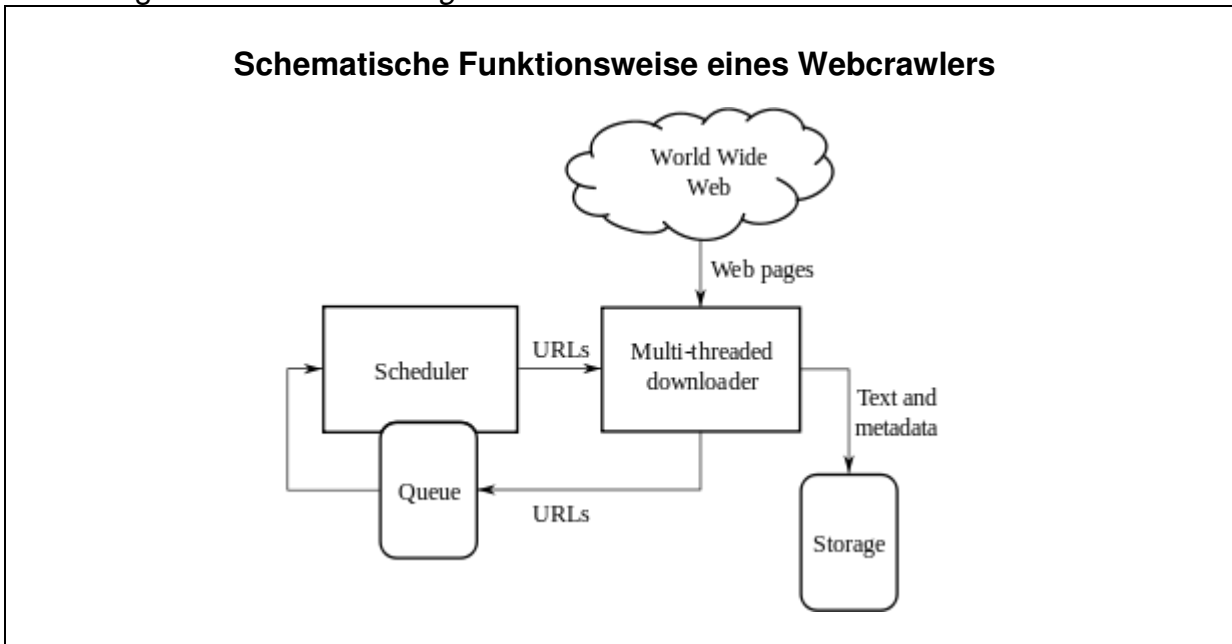 Schematische Funktionsweise eines Webcrawlers
World Wide
Web
Web pages
Scheduler
URLs
Multi-threaded
downloader
Text and
metadata
Queue
URLs
Storage